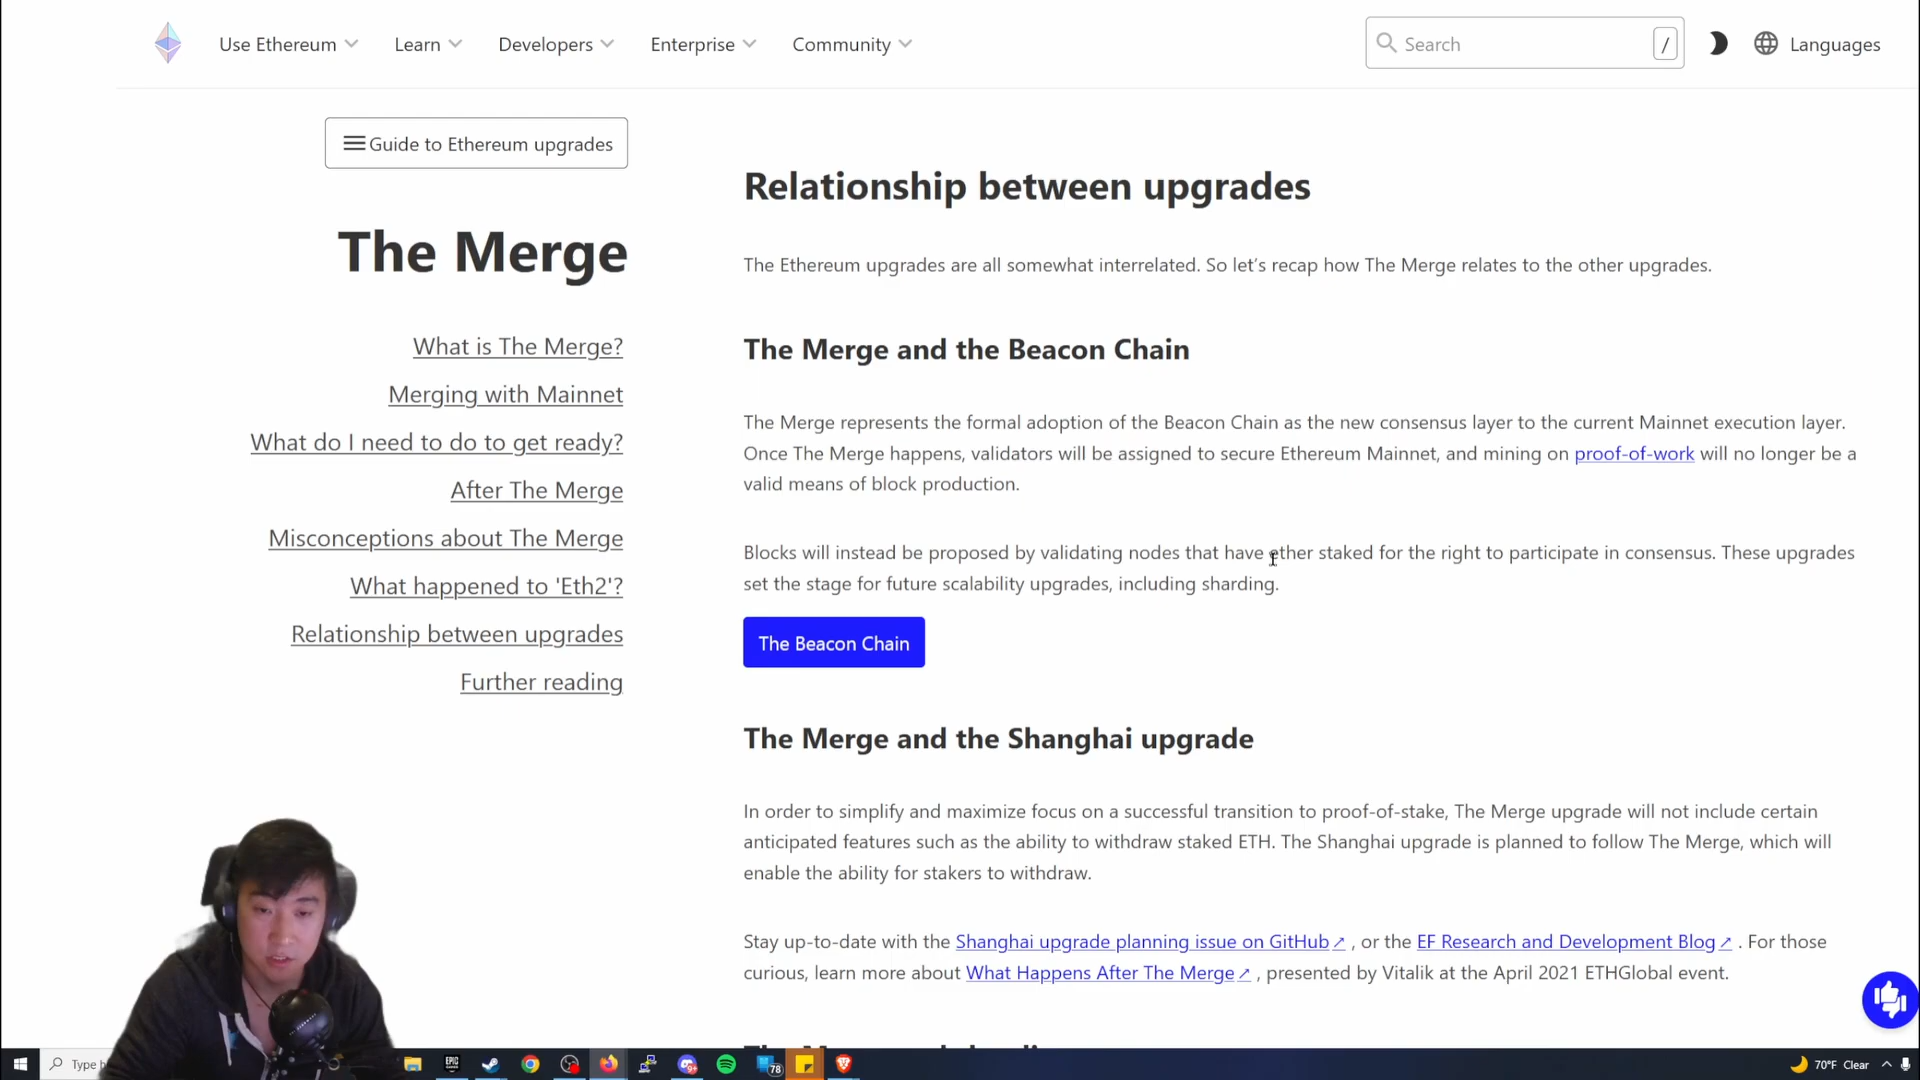 Use Ethereum
Learn
Developers
Enterprise
Community
Search
/
Languages
Guide to Ethereum upgrades
The Merge
What is The Merge?
Merging with Mainnet
What do I need to do to get ready?
After The Merge
Misconceptions about The Merge
What happened to 'Eth2'?
Relationship between upgrades
Further reading
Relationship between upgrades
The Ethereum upgrades are all somewhat interrelated. So let’s recap how The Merge relates to the other upgrades.
The Merge and the Beacon Chain
The Merge represents the formal adoption of the Beacon Chain as the new consensus layer to the current Mainnet execution layer.
Once The Merge happens, validators will be assigned to secure Ethereum Mainnet, and mining on proof-of-work will no longer be a
valid means of block production.
Blocks will instead be proposed by validating nodes that have ether staked for the right to participate in consensus. These upgrades
set the stage for future scalability upgrades, including sharding.
The Beacon Chain
The Merge and the Shanghai upgrade
In order to simplify and maximize focus on a successful transition to proof-of-stake, The Merge upgrade will not include certain
anticipated features such as the ability to withdraw staked ETH. The Shanghai upgrade is planned to follow The Merge, which will
enable the ability for stakers to withdraw.
Stay up-to-date with the Shanghai upgrade planning issue on GitHub↗ , or the EF Research and Development Blog↗ . For those
curious, learn more about What Happens After The Merge↗ , presented by Vitalik at the April 2021 ETHGlobal event.
Type
EPIC
9+
78
70°F Clear